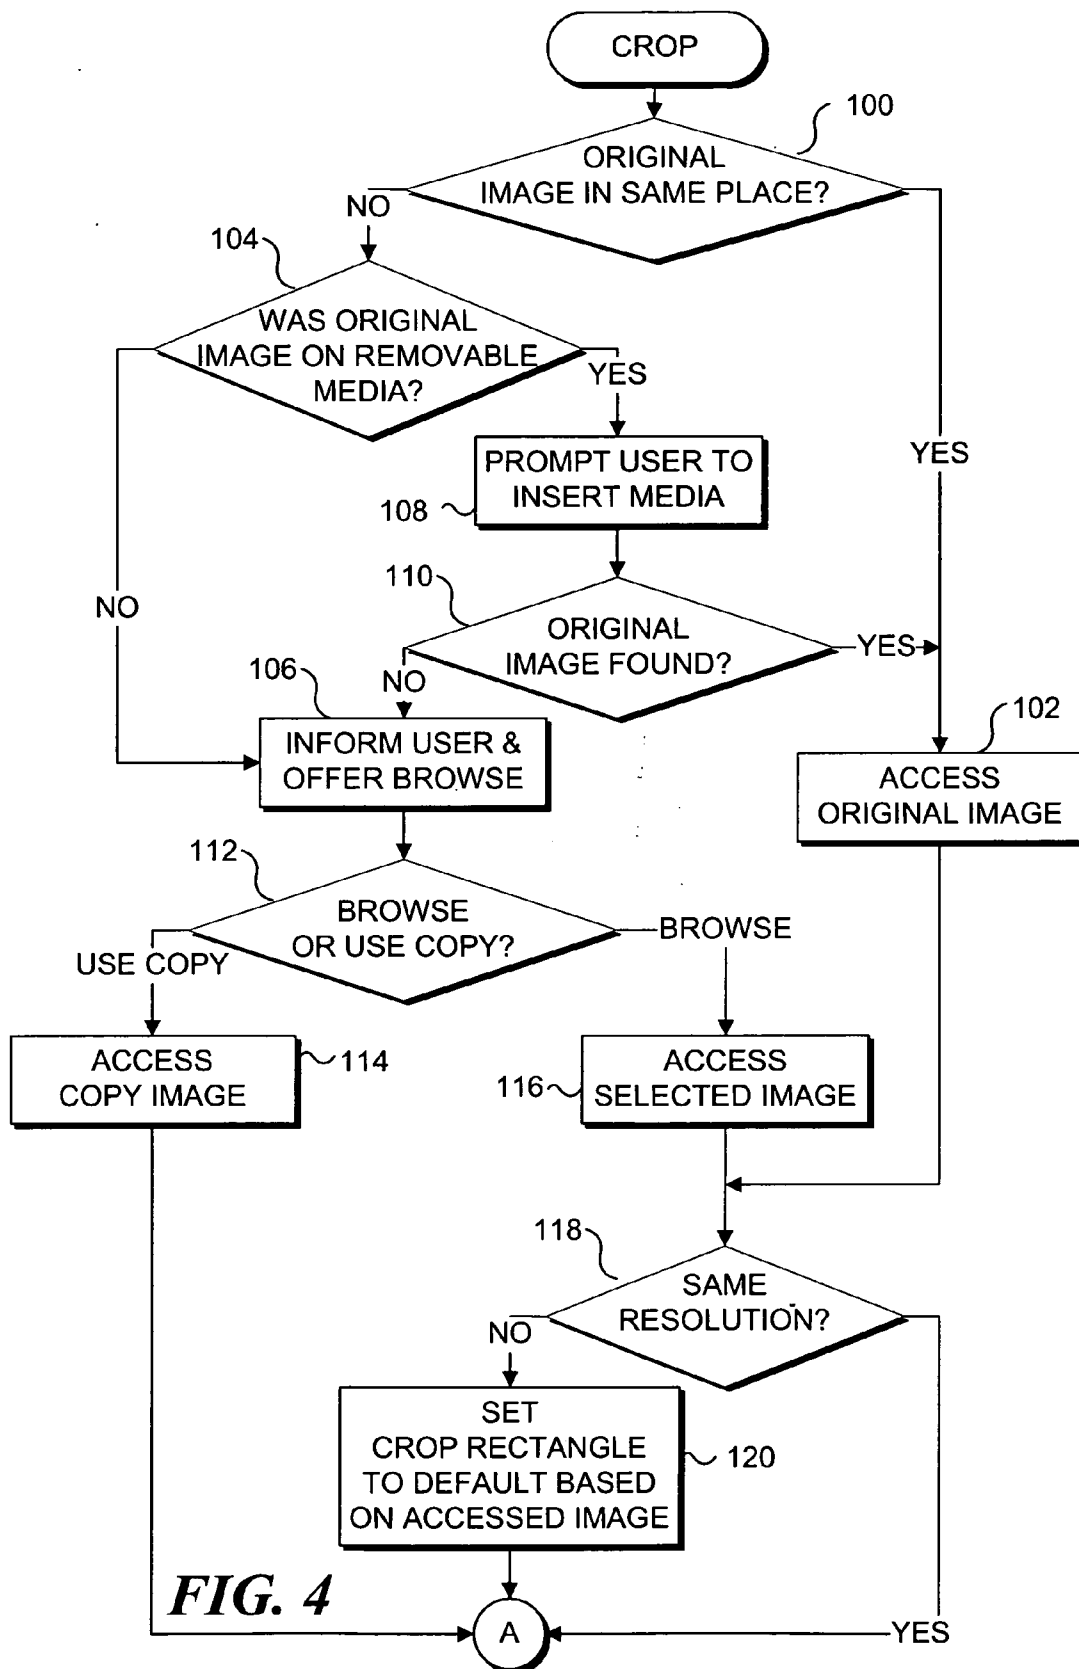 CROP
100
ORIGINAL
IMAGE IN SAME PLACE?
NO
104
WAS ORIGINAL
IMAGE ON REMOVABLE
MEDIA?
YES
YES
PROMPT USER TO
INSERT MEDIA
108
110
NO
ORIGINAL
IMAGE FOUND?
YES
NO
106
INFORM USER &
OFFER BROWSE
102
ACCESS
ORIGINAL IMAGE
112
BROWSE
OR USE COPY?
BROWSE
USE COPY
ACCESS
COPY IMAGE
114
ACCESS
SELECTED IMAGE
116
118
SAME
RESOLUTION?
NO
SET
CROP RECTANGLE
TO DEFAULT BASED
ON ACCESSED IMAGE
120
FIG. 4
A
YES